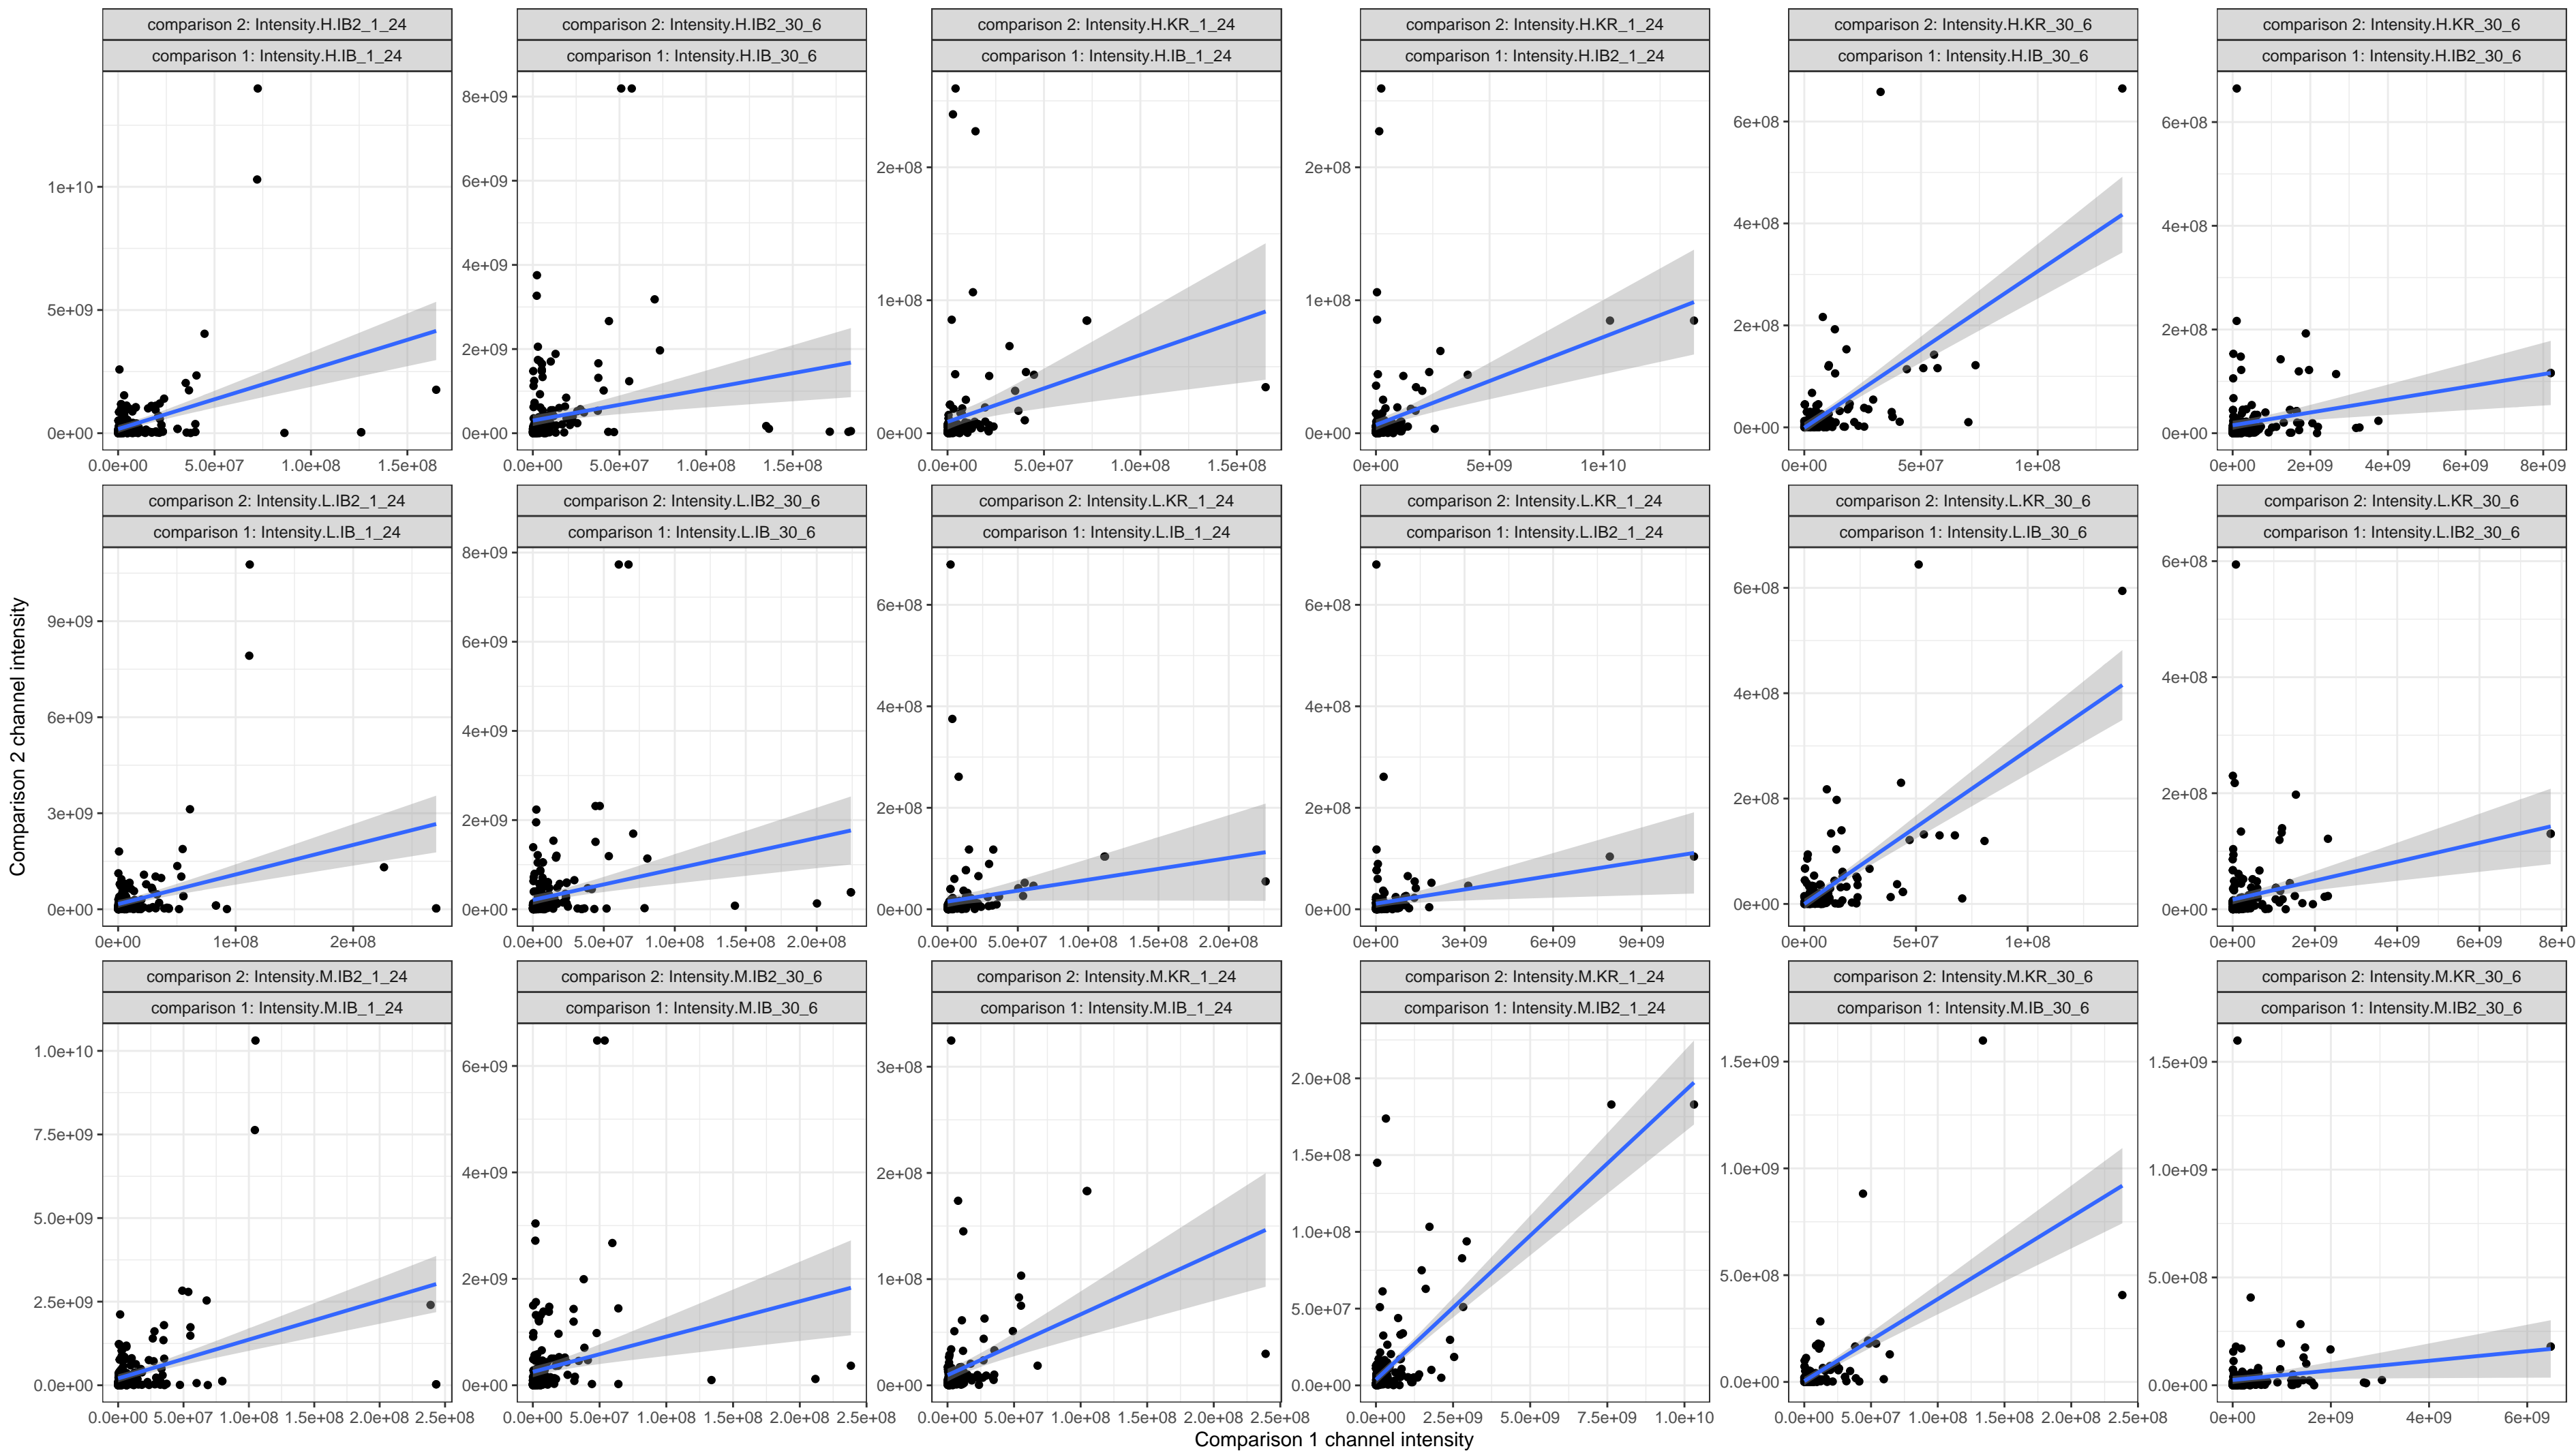 comparison 2: Intensity.H.IB2_1_24
comparison 1: Intensity.H.IB_1_24
1e+10
5e+09
0e+00
0.0e+00 5.0e+07 1.0e+08 1.5e+08
comparison 2: Intensity.H.IB2_30_6
comparison 1: Intensity.H.IB_30_6
8e+09
6e+09
4e+09
2e+09
0e+00
0.0e+00 5.0e+07 1.0e+08 1.5e+08
comparison 2: Intensity.H.KR_1_24
comparison 1: Intensity.H.IB_1_24
2e+08
1e+08
0e+00
0.0e+00 5.0e+07 1.0e+08 1.5e+08
comparison 2: Intensity.H.KR_1_24
comparison 1: Intensity.H.IB2_1_24
2e+08
1e+08
0e+00
0e+00 5e+09 1e+10
comparison 2: Intensity.H.KR_30_6
comparison 1: Intensity.H.IB_30_6
6e+08
4e+08
2e+08
0e+00
0e+00 5e+07 1e+08
comparison 2: Intensity.H.KR_30_6
comparison 1: Intensity.H.IB2_30_6
6e+08
4e+08
2e+08
0e+00
0e+00 2e+09 4e+09 6e+09 8e+09
Comparison 2 channel intensity
comparison 2: Intensity.L.IB2_1_24
comparison 1: Intensity.L.IB_1_24
9e+09
6e+09
3e+09
0e+00
0e+00 1e+08 2e+08
comparison 2: Intensity.L.IB2_30_6
comparison 1: Intensity.L.IB_30_6
8e+09
6e+09
4e+09
2e+09
0e+00
0.0e+00 5.0e+07 1.0e+08 1.5e+08 2.0e+08
comparison 2: Intensity.L.KR_1_24
comparison 1: Intensity.L.IB_1_24
6e+08
4e+08
2e+08
0e+00
0.0e+00 5.0e+07 1.0e+08 1.5e+08 2.0e+08
comparison 2: Intensity.L.KR_1_24
comparison 1: Intensity.L.IB2_1_24
6e+08
4e+08
2e+08
0e+00
0e+00 3e+09 6e+09 9e+09
comparison 2: Intensity.L.KR_30_6
comparison 1: Intensity.L.IB_30_6
6e+08
4e+08
2e+08
0e+00
0e+00 5e+07 1e+08
comparison 2: Intensity.L.KR_30_6
comparison 1: Intensity.L.IB2_30_6
6e+08
4e+08
2e+08
0e+00
0e+00 2e+09 4e+09 6e+09 8e+0
comparison 2: Intensity.M.IB2_1_24
comparison 1: Intensity.M.IB_1_24
1.0e+10
7.5e+09
5.0e+09
2.5e+09
0.0e+00
0.0e+00 5.0e+07 1.0e+08 1.5e+08 2.0e+08 2.5e+08
comparison 2: Intensity.M.IB2_30_6
comparison 1: Intensity.M.IB_30_6
6e+09
4e+09
2e+09
0e+00
0.0e+00 5.0e+07 1.0e+08 1.5e+08 2.0e+08 2.5e+08
comparison 2: Intensity.M.KR_1_24
comparison 1: Intensity.M.IB_1_24
3e+08
2e+08
1e+08
0e+00
0.0e+00 5.0e+07 1.0e+08 1.5e+08 2.0e+08 2.5e+08
comparison 2: Intensity.M.KR_1_24
comparison 1: Intensity.M.IB2_1_24
2.0e+08
1.5e+08
1.0e+08
5.0e+07
0.0e+00
0.0e+00 2.5e+09 5.0e+09 7.5e+09 1.0e+10
comparison 2: Intensity.M.KR_30_6
comparison 1: Intensity.M.IB_30_6
1.5e+09
1.0e+09
5.0e+08
0.0e+00
0.0e+00 5.0e+07 1.0e+08 1.5e+08 2.0e+08 2.5e+08
comparison 2: Intensity.M.KR_30_6
comparison 1: Intensity.M.IB2_30_6
1.5e+09
1.0e+09
5.0e+08
0.0e+00
0e+00 2e+09 4e+09 6e+09
Comparison 1 channel intensity